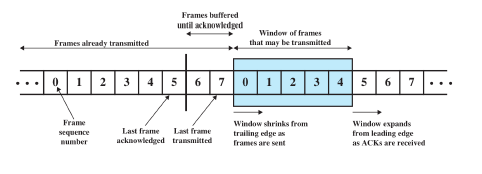 Frames buffered
until acknowledged
Window of frames
that may be transmitted
Frames already transmitted
• • • 0 1 2 3 4 5 6 7 0 1 2 3 4 5 6 7 • • •
Frame
sequence
number
Last frame
acknowledged
Last frame
transmitted
Window shrinks from
trailing edge as
frames are sent
Window expands
from leading edge
as ACKs are received